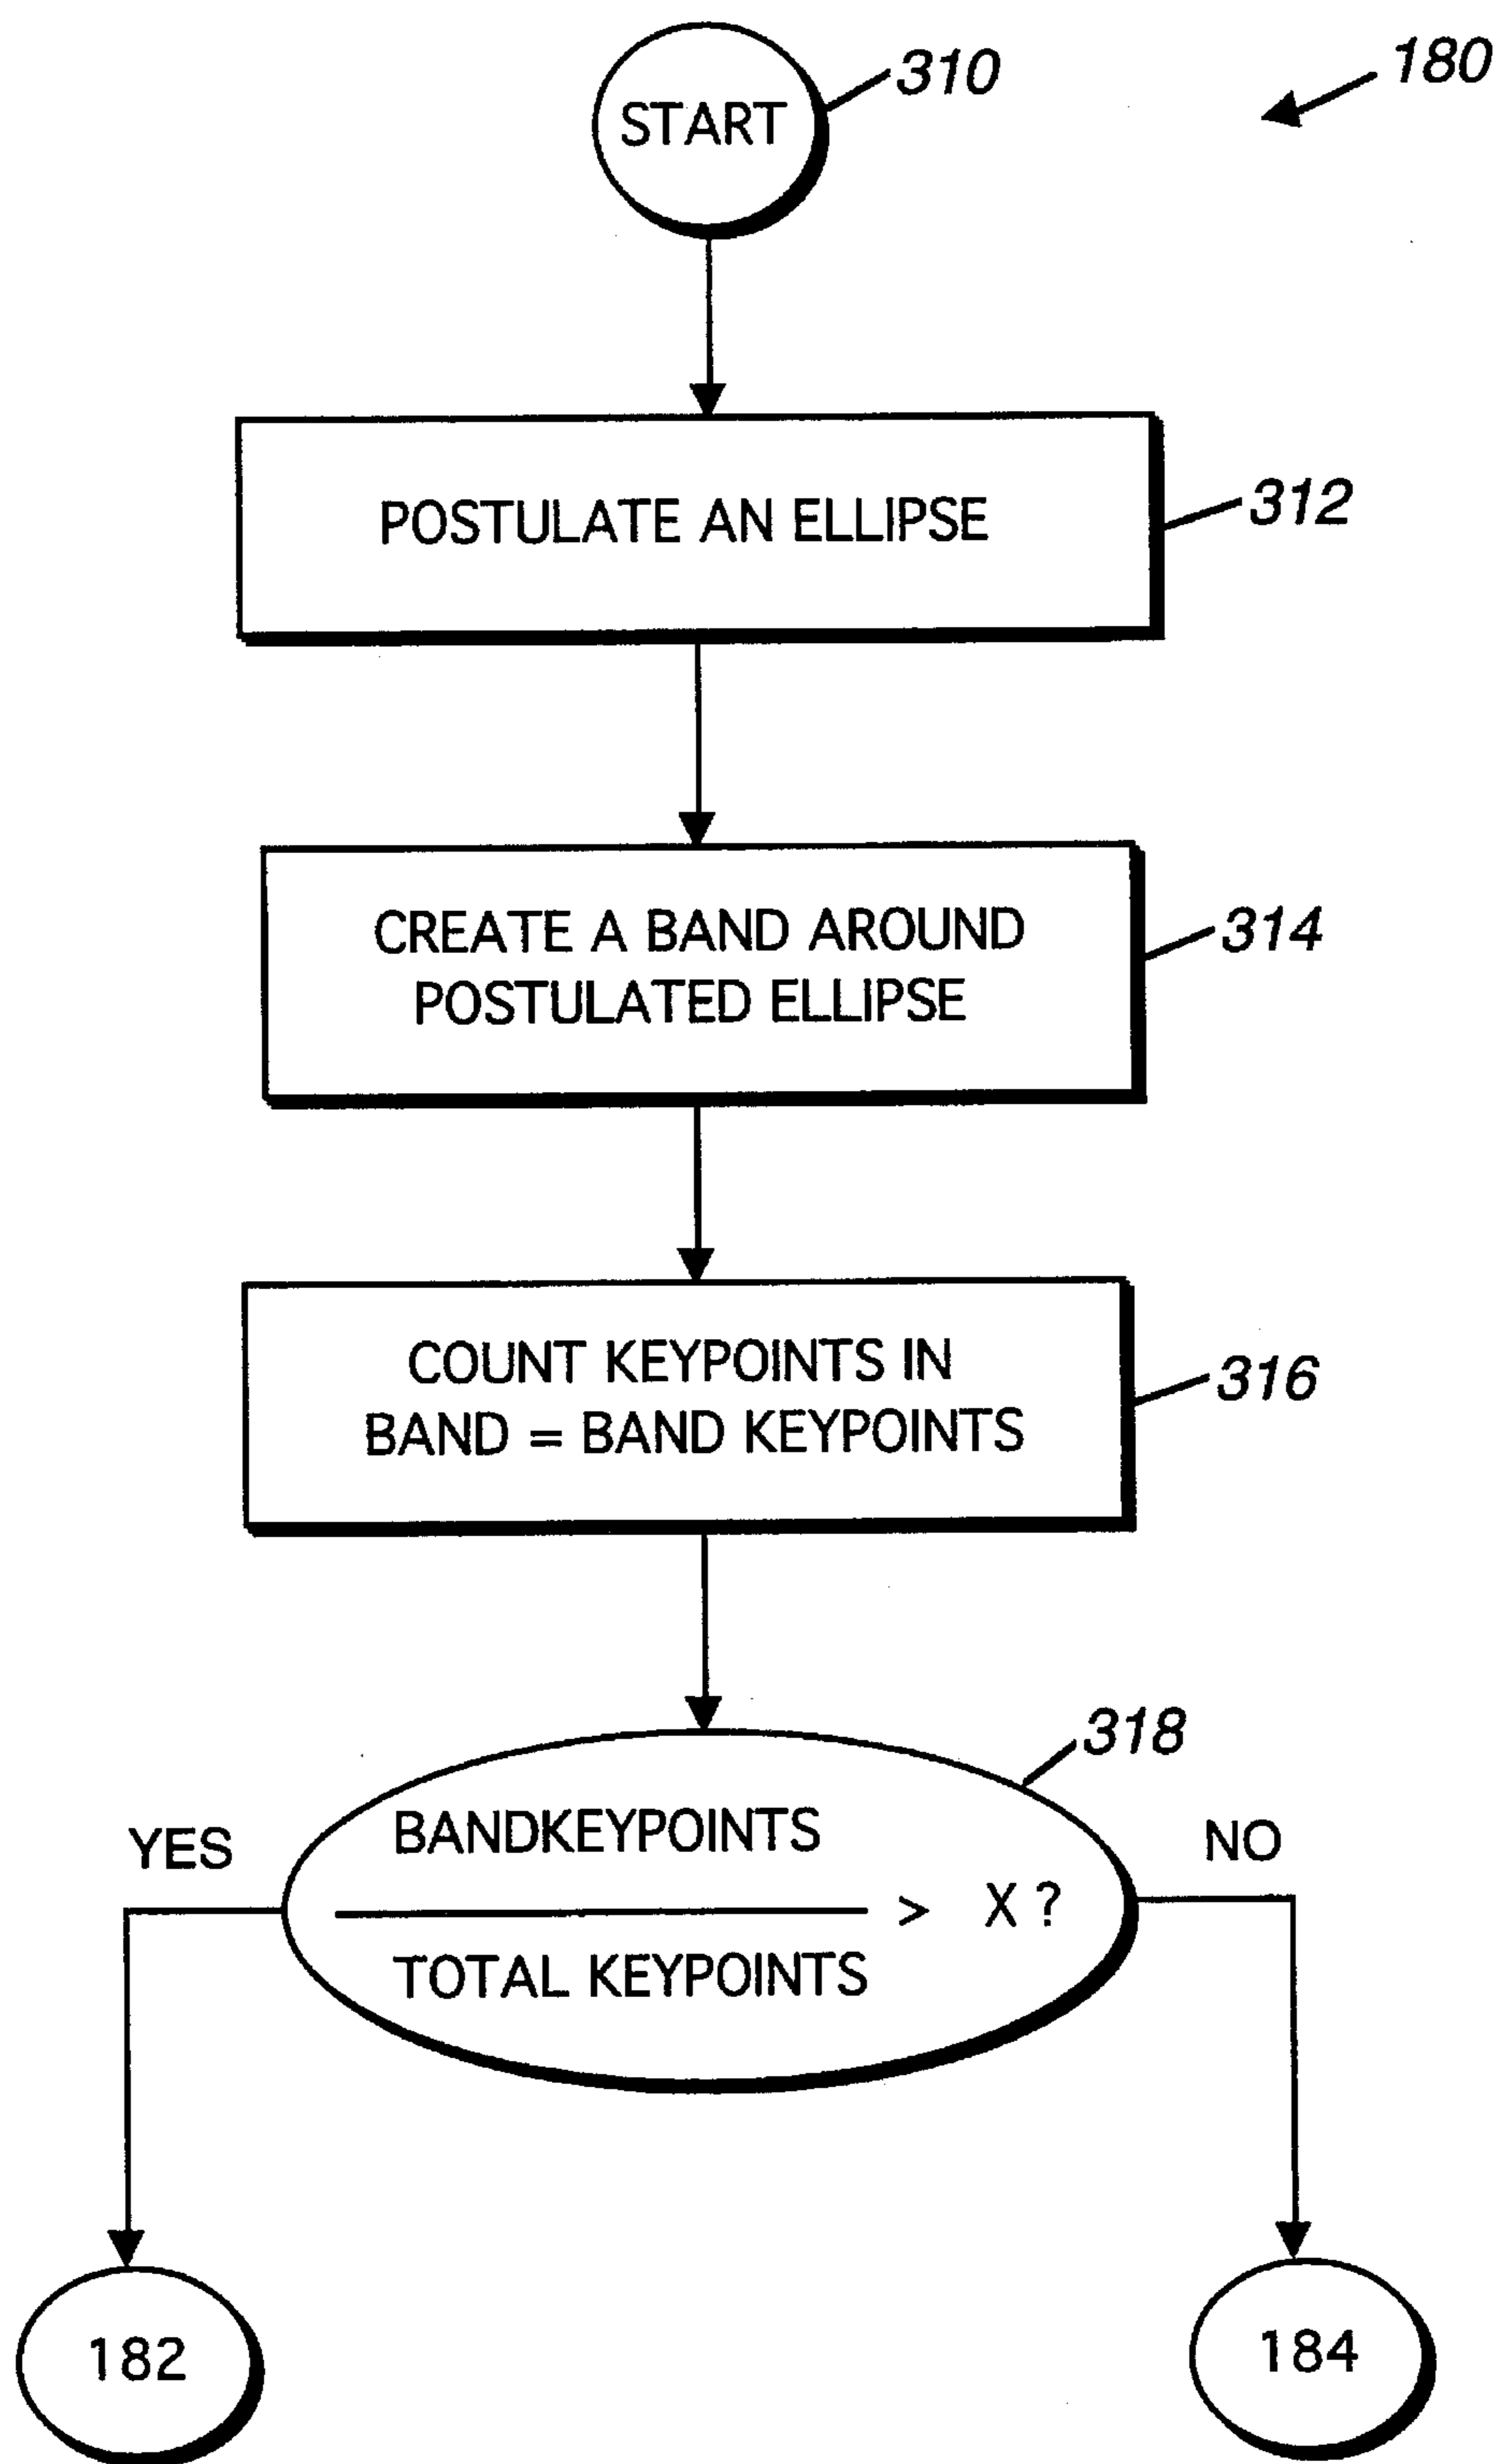 START
310
180
POSTULATE AN ELLIPSE
312
CREATE A BAND AROUND
POSTULATED ELLIPSE
314
COUNT KEYPOINTS IN
BAND = BAND KEYPOINTS
316
318
YES
BANDKEYPOINTS
NO
> X ?
TOTAL KEYPOINTS
182
184